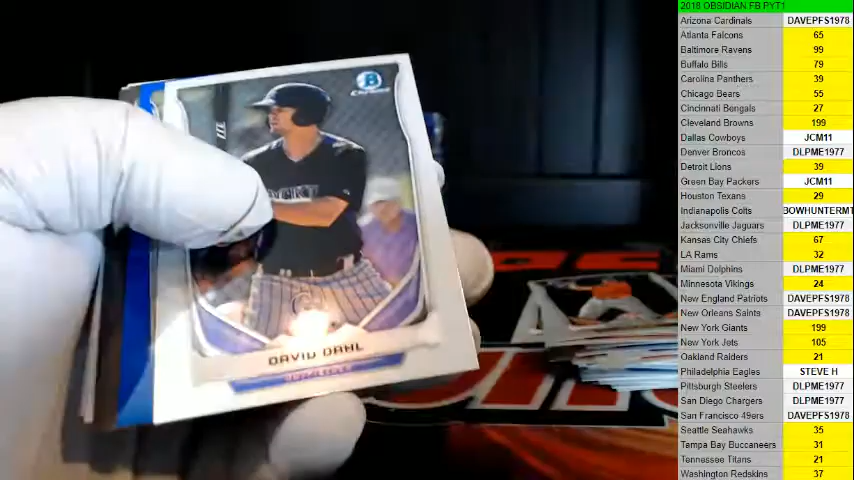 B
DAVID DAHL
2018 OBSIDIAN FB PYT1
Arizona Cardinals DAVEPFS1978
Atlanta Falcons 65
Baltimore Ravens 99
Buffalo Bills 79
Carolina Panthers 39
Chicago Bears 55
Cincinnati Bengals 27
Cleveland Browns 199
Dallas Cowboys JCM11
Denver Broncos DLPME1977
Detroit Lions 39
Green Bay Packers JCM11
Houston Texans 29
Indianapolis Colts BOWHUNTERMT
Jacksonville Jaguars DLPME1977
Kansas City Chiefs 67
LA Rams 32
Miami Dolphins DLPME1977
Minnesota Vikings 24
New England Patriots DAVEPFS1978
New Orleans Saints DAVEPFS1978
New York Giants 199
New York Jets 105
Oakland Raiders 21
Philadelphia Eagles STEVE H
Pittsburgh Steelers DLPME1977
San Diego Chargers DLPME1977
San Francisco 49ers DAVEPFS1978
Seattle Seahawks 35
Tampa Bay Buccaneers 31
Tennessee Titans 21
Washington Redskins 37